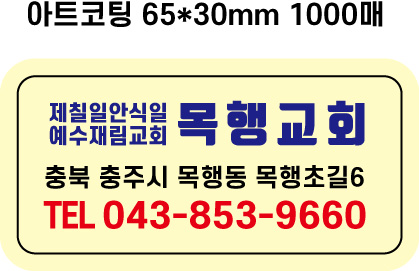 아트코팅 65*30mm 1000매
제칠일안식일
예수재림교회 목행교회
충북 충주시 목행동 목행초길6
TEL 043-853-9660